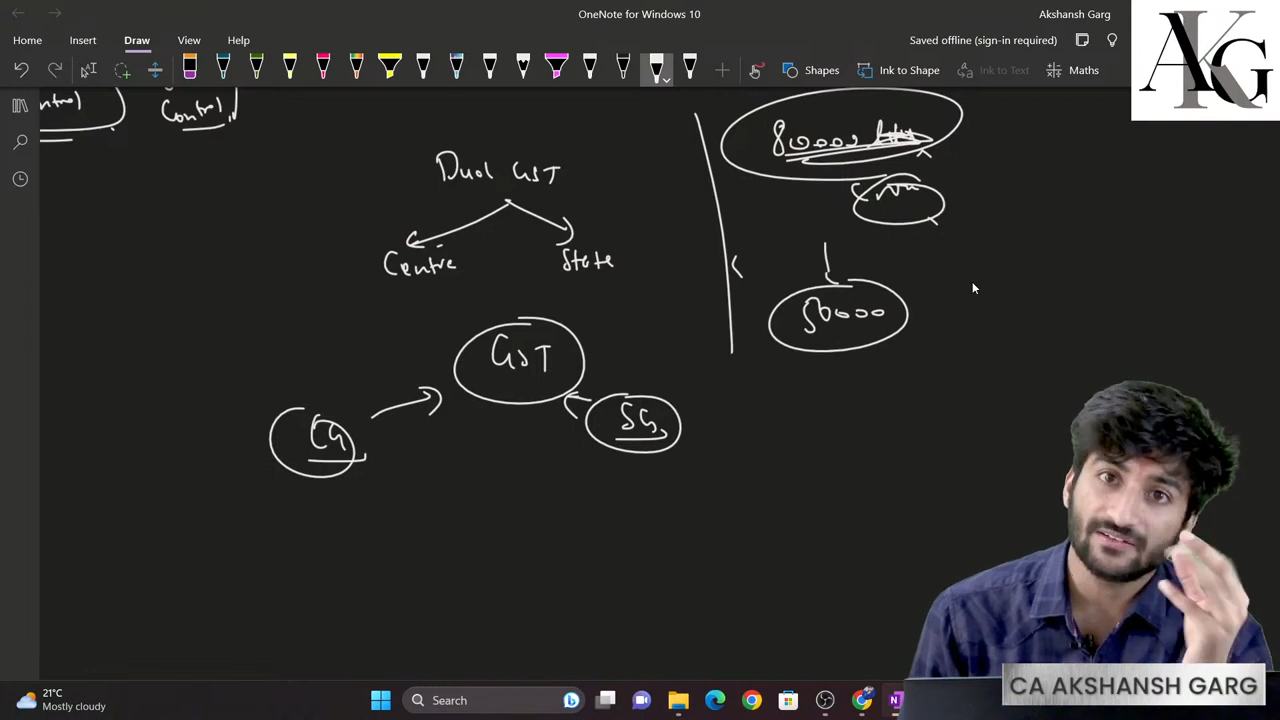 OneNote for Windows 10
Akshansh Garg
Home Insert Draw View Help
Saved offline (sign-in required)
Shapes
Ink to Shape
Ink to Text
Maths
AKG
Control
Dual GST
Centre
State
80000
50000
GST
CG
SG
CA AKSHANSH GARG
21°C
Mostly cloudy
Search